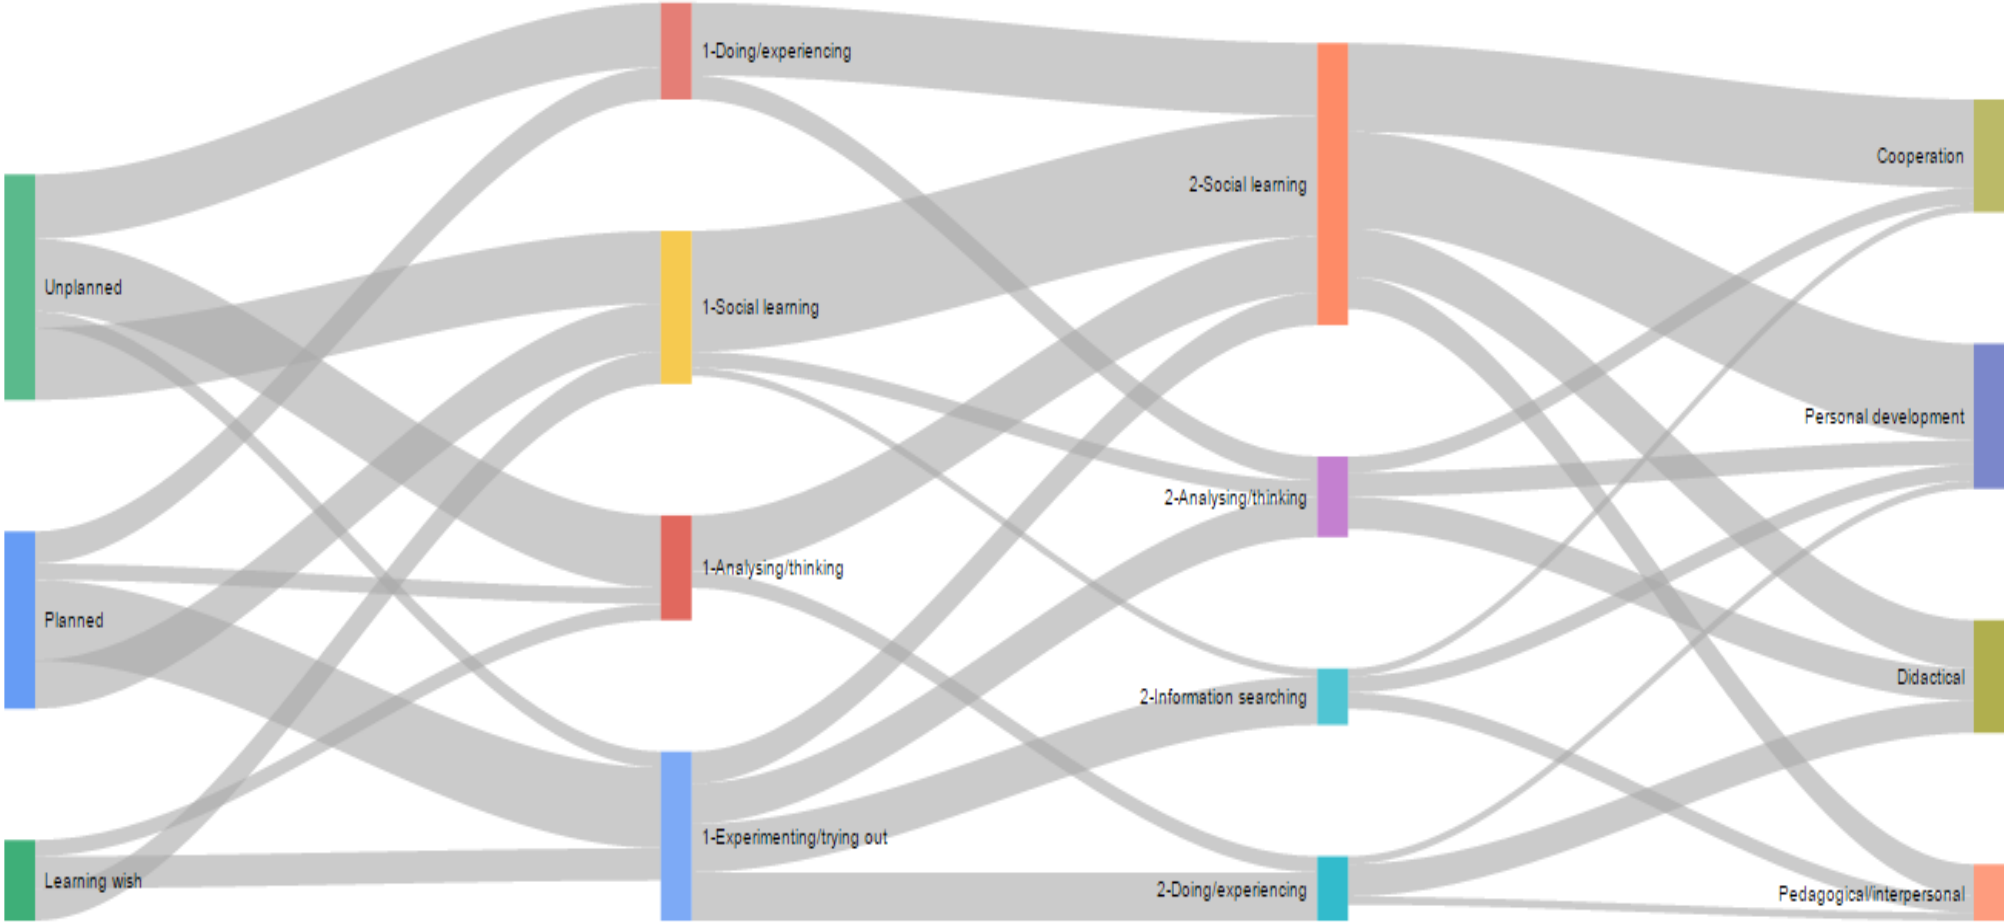 Unplanned
Planned
Learning wish
1-Doing/experiencing
1-Social learning
1-Analysing/thinking
1-Experimenting/trying out
2-Social learning
2-Analysing/thinking
2-Information searching
2-Doing/experiencing
Cooperation
Personal development
Didactical
Pedagogical/interpersonal